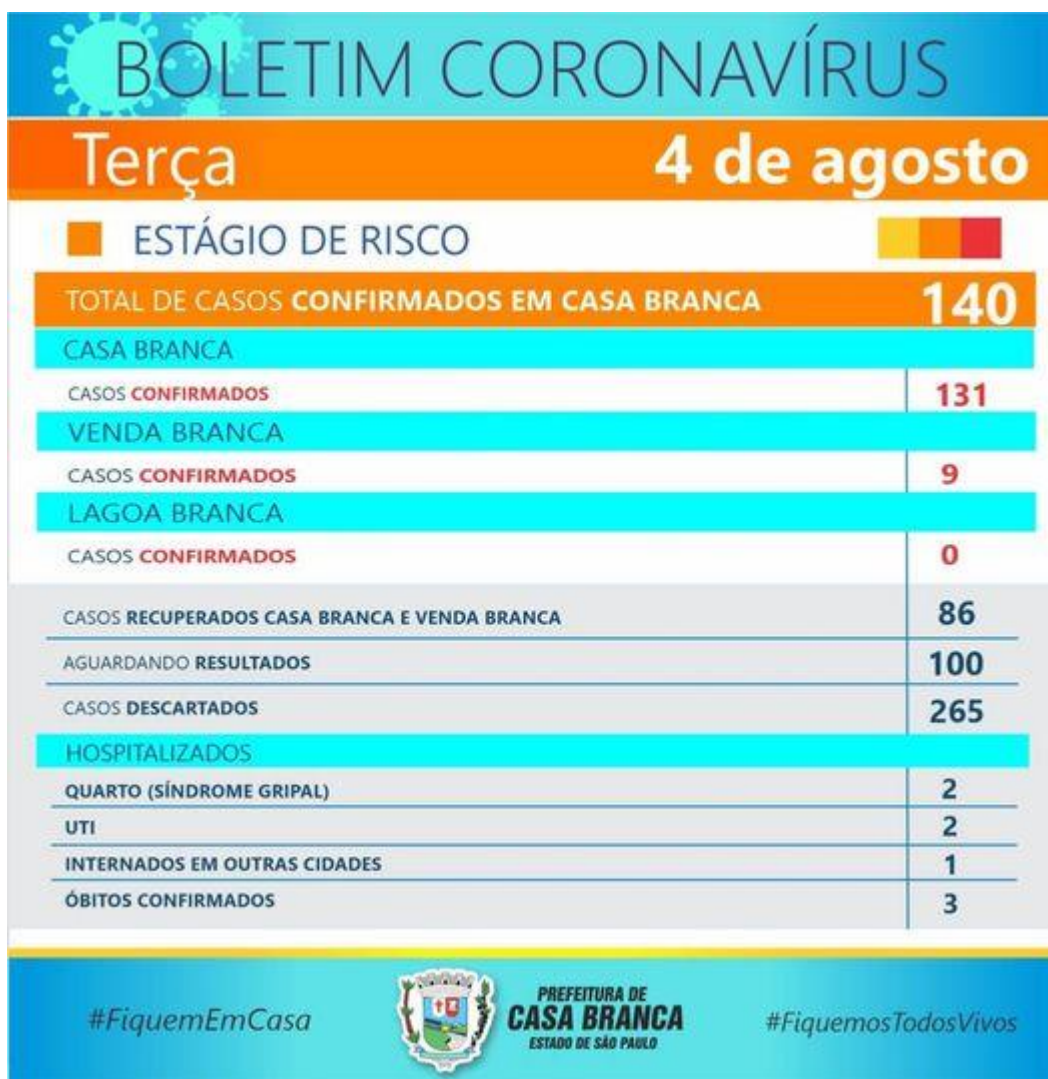 BOLETIM CORONAVÍRUS
Terça 4 de agosto
ESTÁGIO DE RISCO
TOTAL DE CASOS CONFIRMADOS EM CASA BRANCA 140
CASA BRANCA
CASOS CONFIRMADOS 131
VENDA BRANCA
CASOS CONFIRMADOS 9
LAGOA BRANCA
CASOS CONFIRMADOS 0
CASOS RECUPERADOS CASA BRANCA E VENDA BRANCA 86
AGUARDANDO RESULTADOS 100
CASOS DESCARTADOS 265
HOSPITALIZADOS
QUARTO (SÍNDROME GRIPAL) 2
UTI 2
INTERNADOS EM OUTRAS CIDADES 1
ÓBITOS CONFIRMADOS 3
#FiquemEmCasa
PREFEITURA DE
CASA BRANCA
ESTADO DE SÃO PAULO
#FiquemosTodosVivos